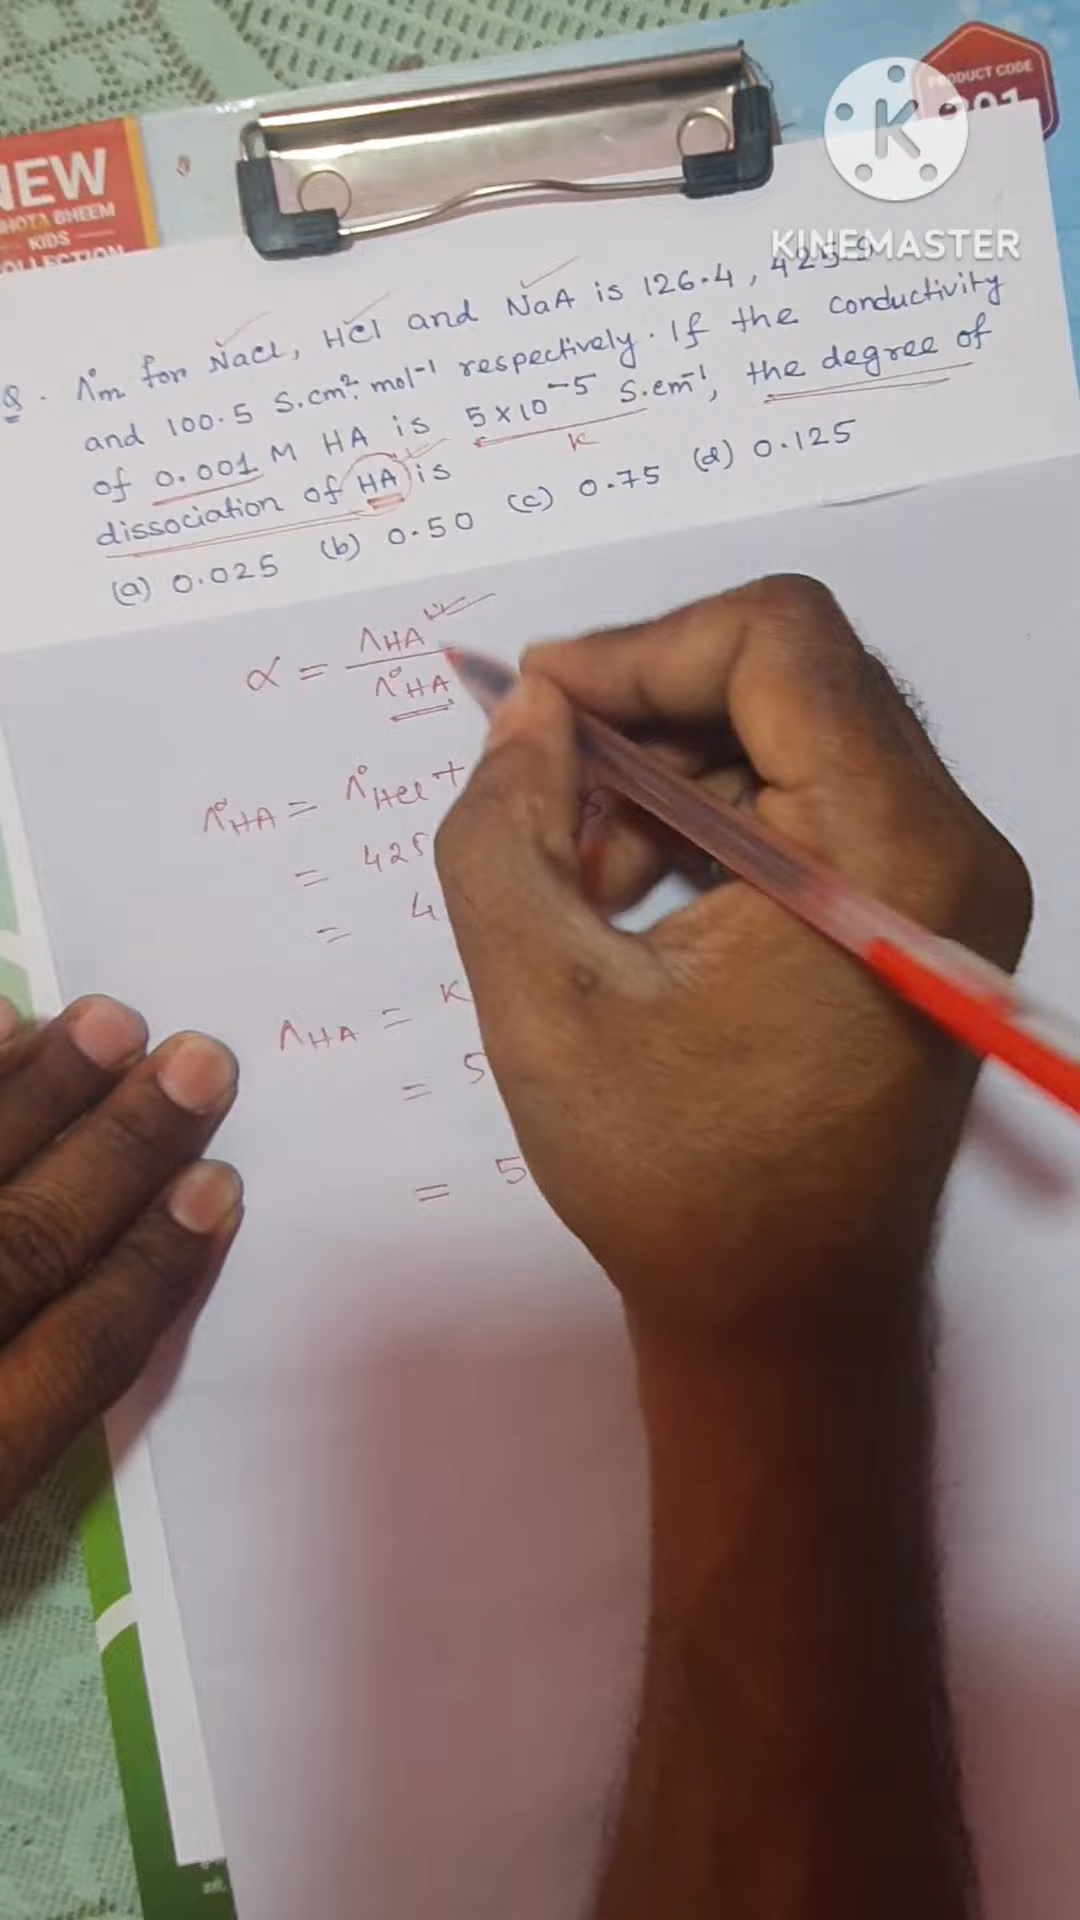 PRODUCT CODE
NEW
KIDS
K
KINEMASTER
Q. Λ°m for NaCl, HCl and NaA is 126.4, 425.9
and 100.5 S.cm². mol⁻¹ respectively. If the conductivity
of 0.001 M HA is 5×10⁻⁵ S.cm⁻¹, the degree of
K
dissociation of HA is
(a) 0.025 (b) 0.50 (c) 0.75 (d) 0.125
α = ΛHA / Λ°HA
Λ°HA = Λ°HCl +
= 425
= 4
ΛHA = K
= 5
= 5